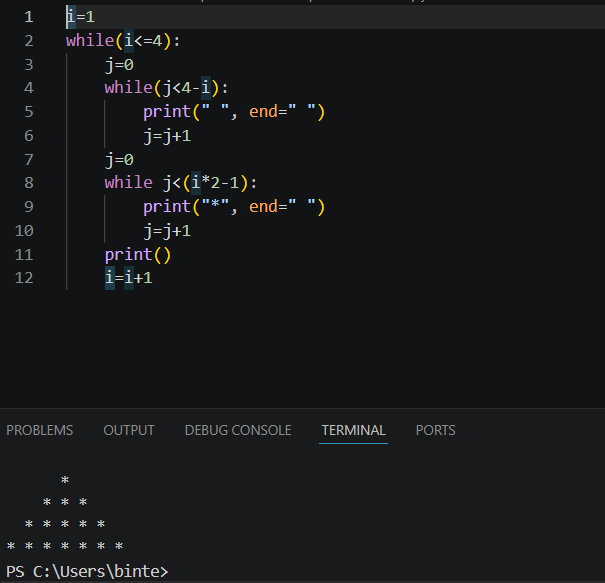 1 i=1
2 while(i<=4):
3     j=0
4     while(j<4-i):
5         print(" ", end=" ")
6         j=j+1
7     j=0
8     while j<(i*2-1):
9         print("*", end=" ")
10         j=j+1
11     print()
12     i=i+1
PROBLEMS OUTPUT DEBUG CONSOLE TERMINAL PORTS
      *
    * * *
  * * * * *
* * * * * * *
PS C:\Users\binte>